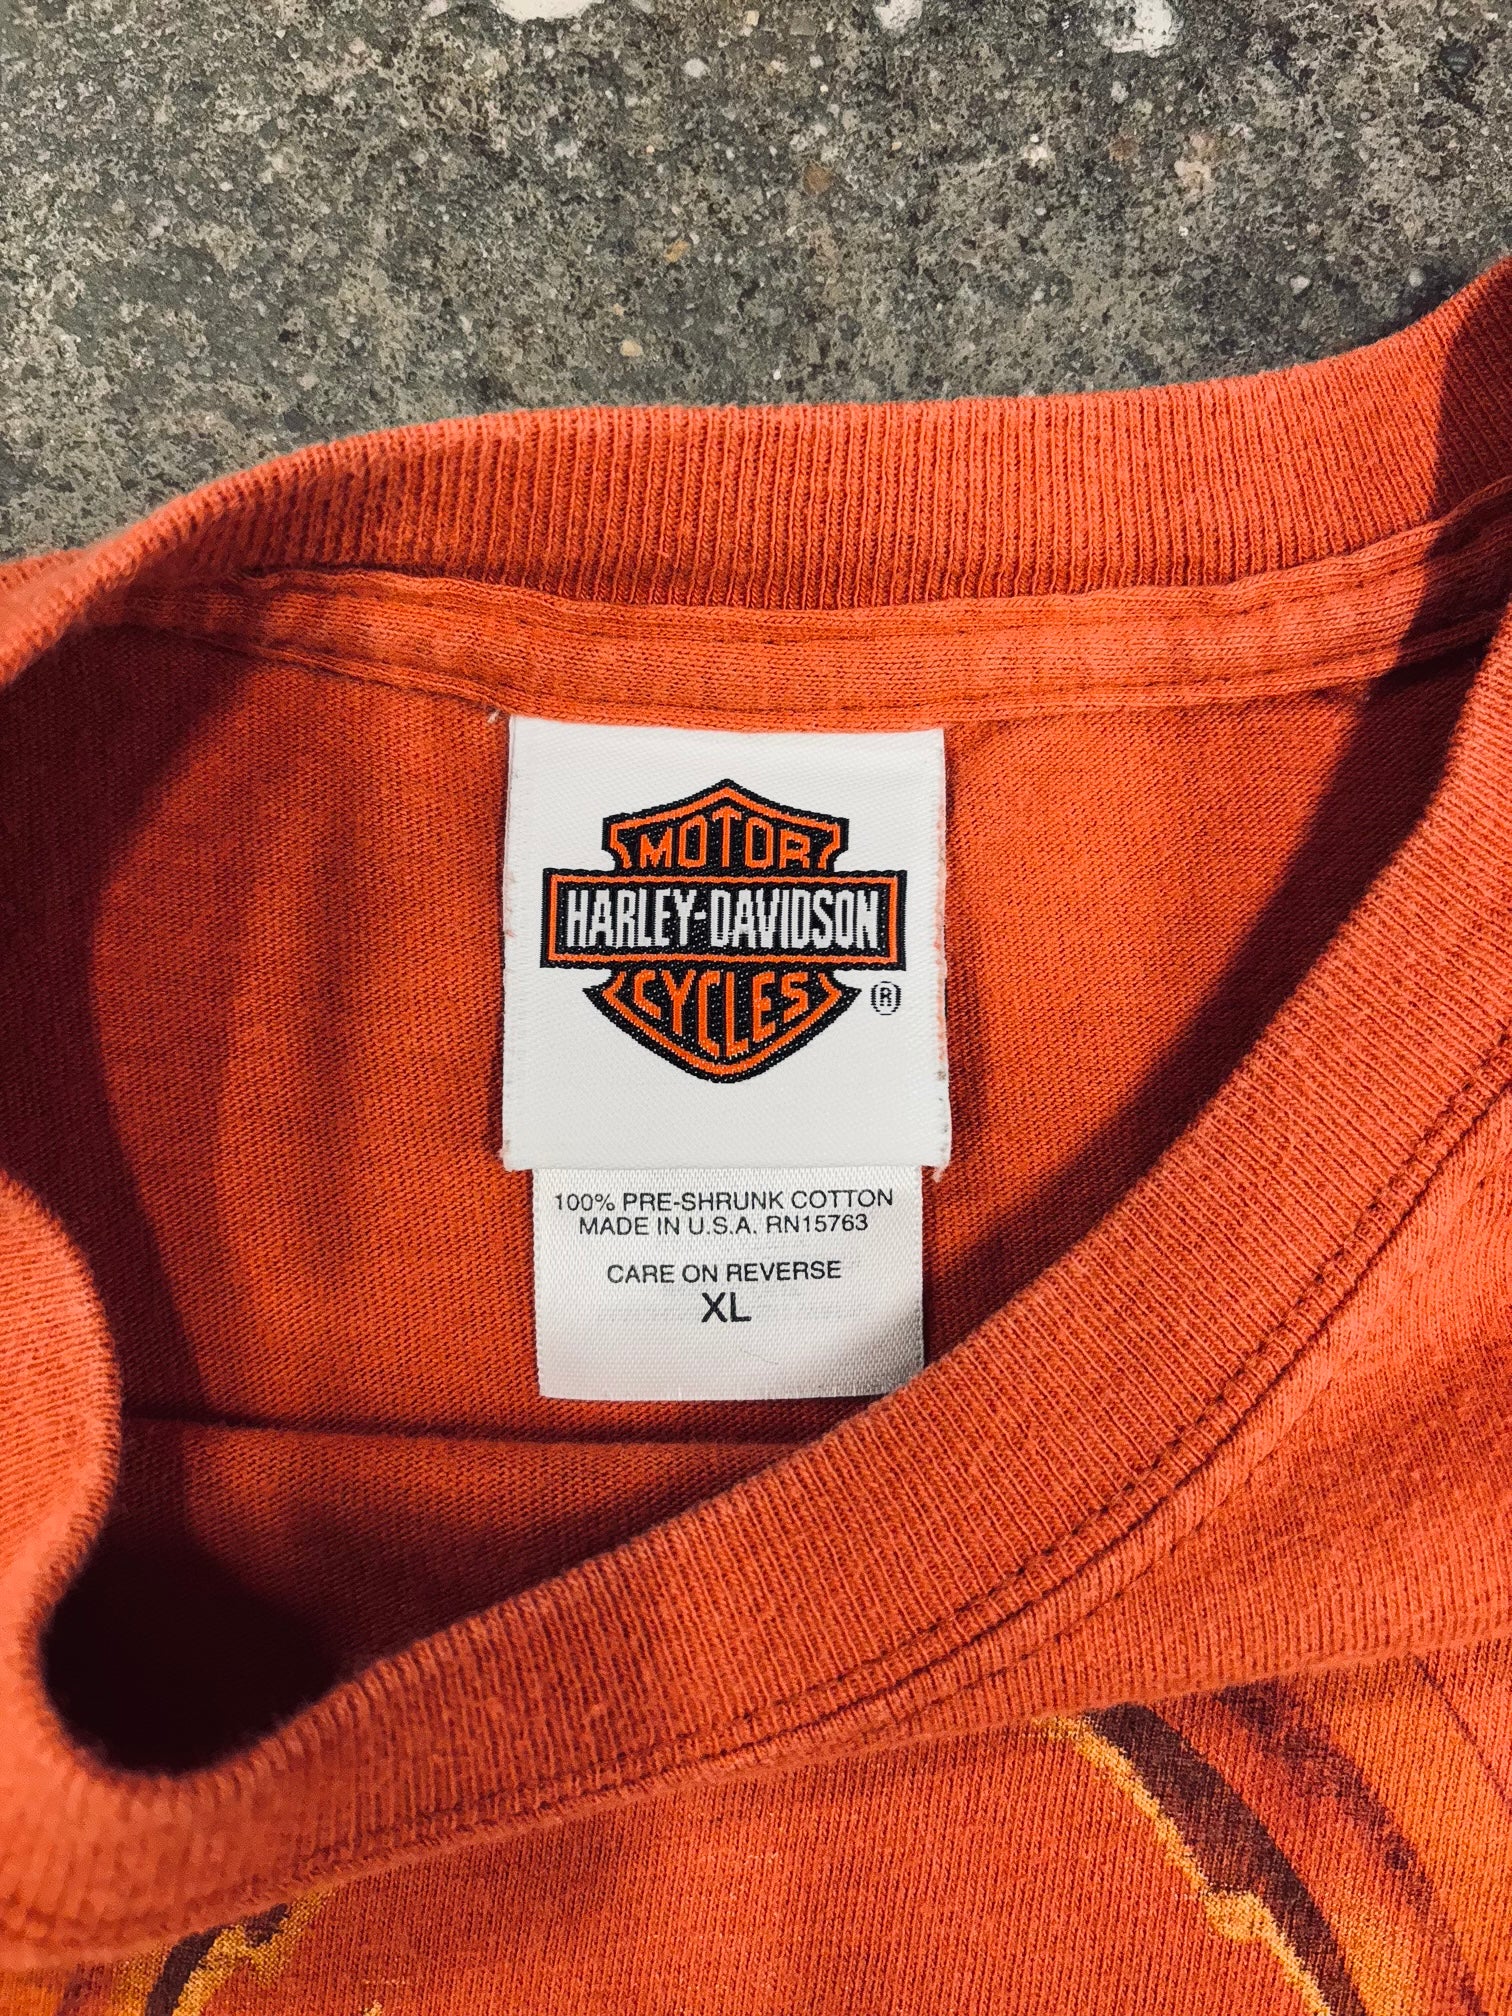 MOTOR
HARLEY-DAVIDSON
CYCLES
®
100% PRE-SHRUNK COTTON
MADE IN U.S.A. RN15763
CARE ON REVERSE
XL